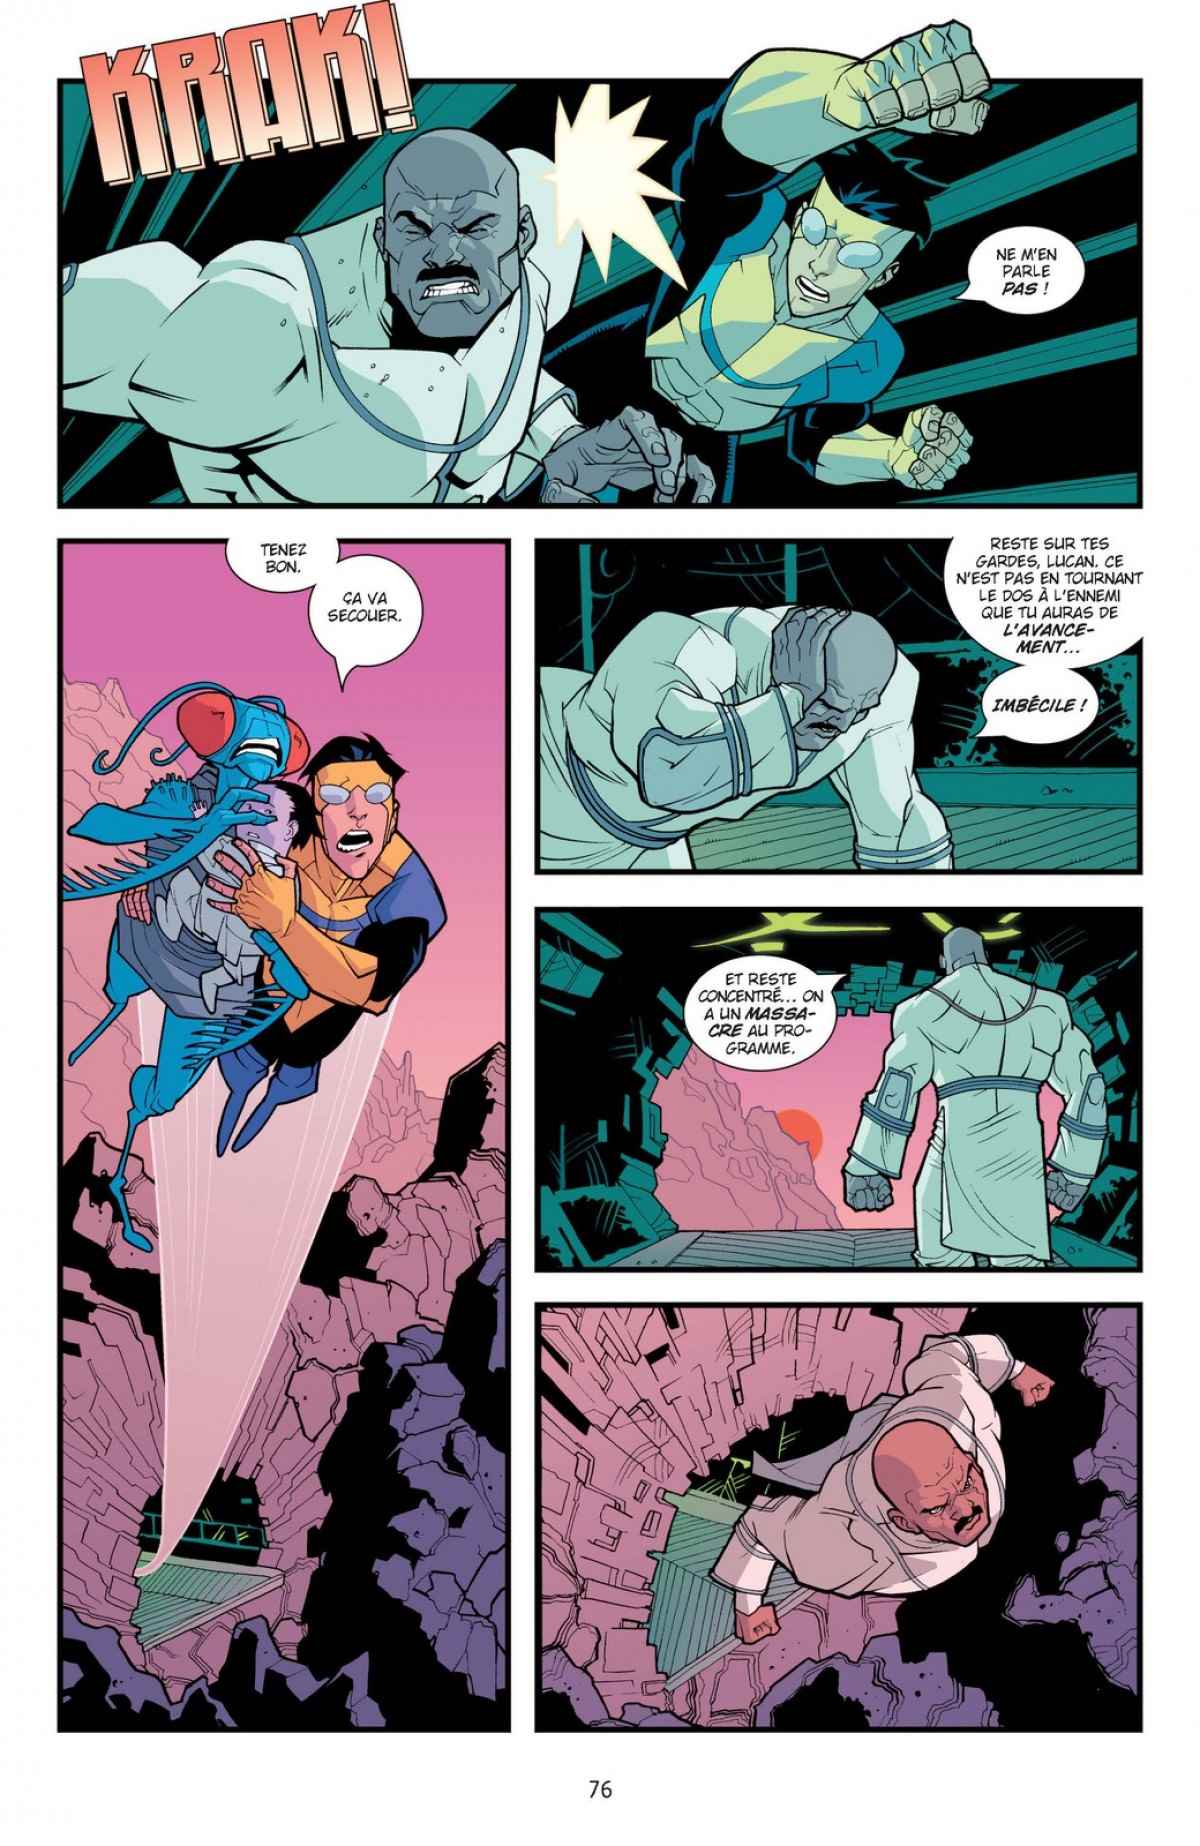 KRAK!
NE M'EN
PARLE
PAS !
TENEZ
BON.
ÇA VA
SECOUER.
RESTE SUR TES
GARDES, LUCAN. CE
N'EST PAS EN TOURNANT
LE DOS À L'ENNEMI
QUE TU AURAS DE
L'AVANCE-
MENT...
IMBÉCILE !
ET RESTE
CONCENTRÉ... ON
A UN MASSA-
CRE AU PRO-
GRAMME.
76